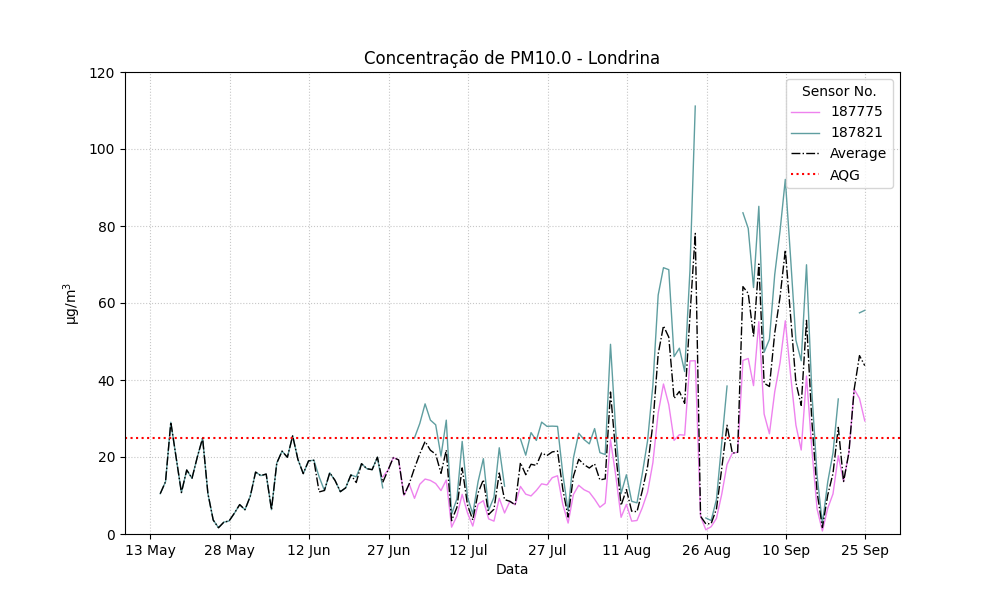 Concentração de PM10.0 - Londrina
Sensor No.
187775
187821
Average
AQG
120
100
80
60
40
20
0
µg/m³
13 May 28 May 12 Jun 27 Jun 12 Jul 27 Jul 11 Aug 26 Aug 10 Sep 25 Sep
Data